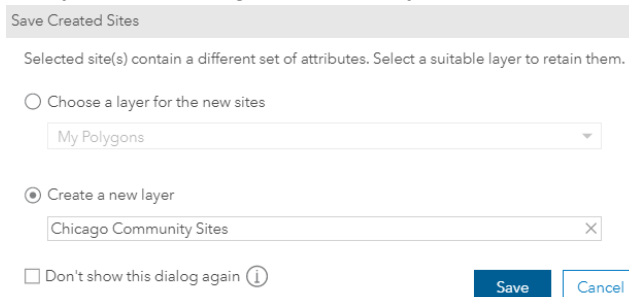 Save Created Sites
Selected site(s) contain a different set of attributes. Select a suitable layer to retain them.
Choose a layer for the new sites
My Polygons
Create a new layer
Chicago Community Sites
Don't show this dialog again
Save Cancel